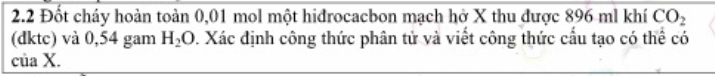 2.2 Đốt cháy hoàn toàn 0,01 mol một hiđrocacbon mạch hở X thu được 896 ml khí CO₂
(đktc) và 0,54 gam H₂O. Xác định công thức phân tử và viết công thức cấu tạo có thể có
của X.